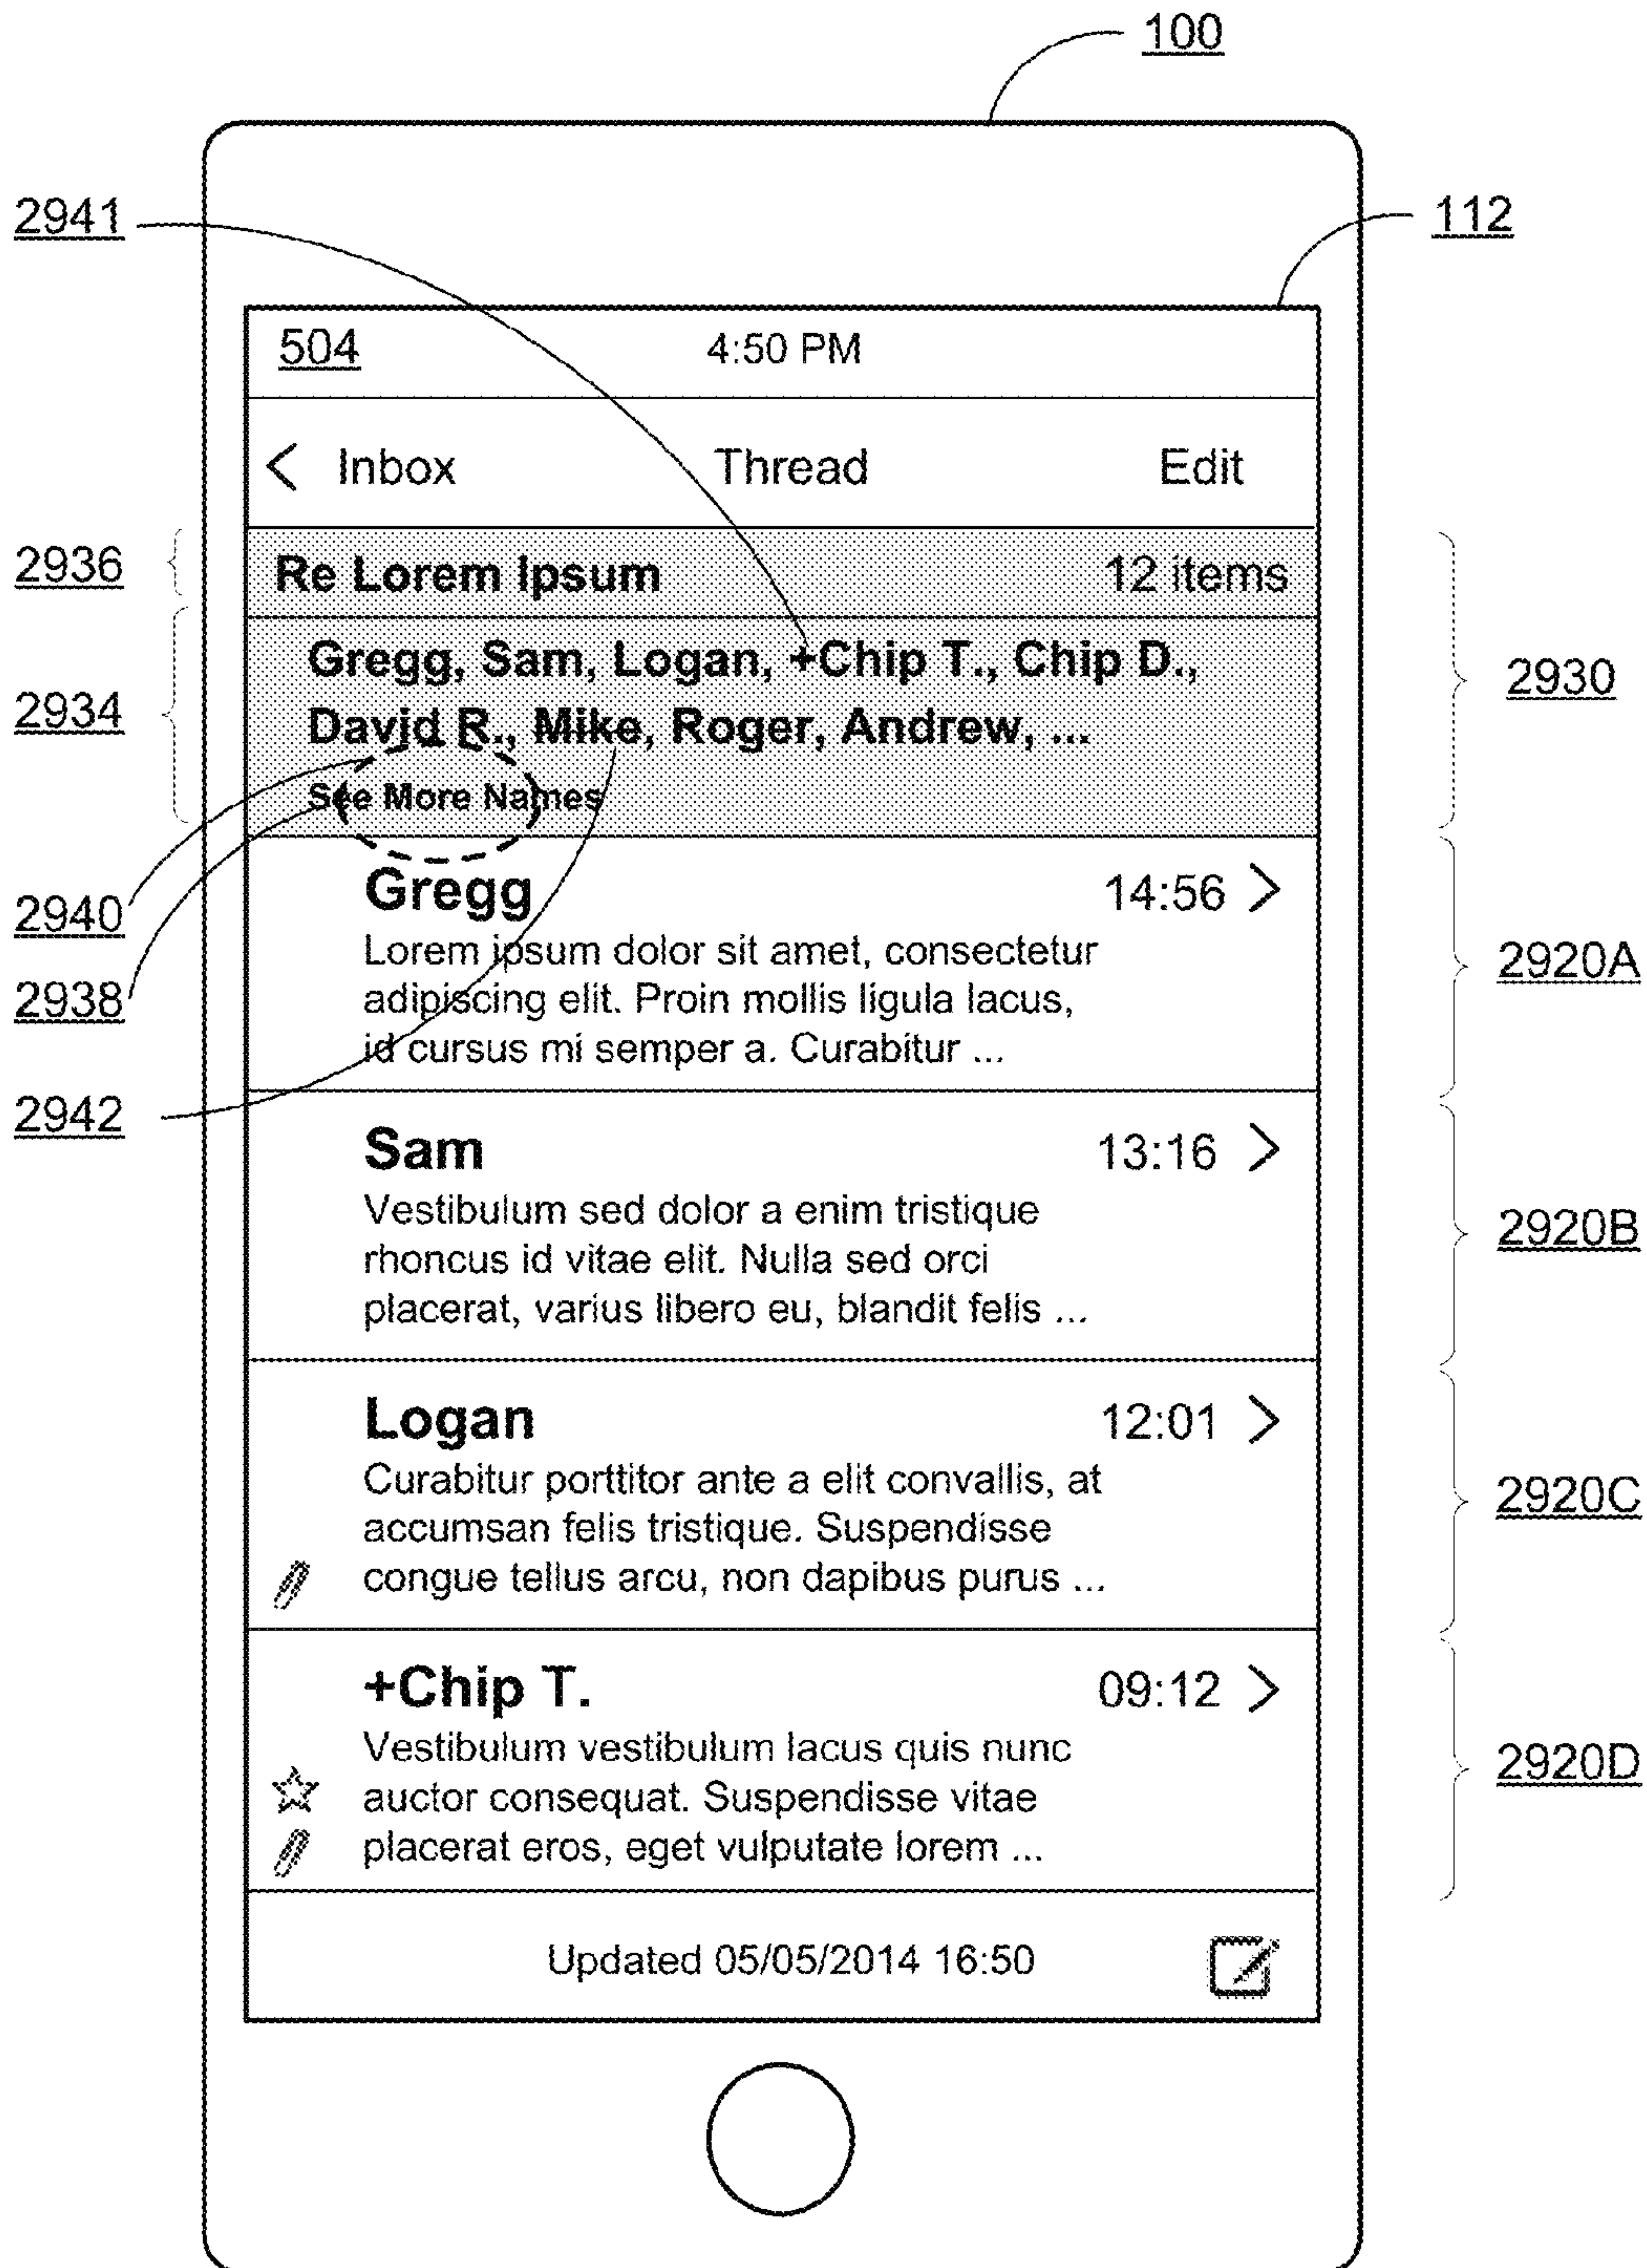 100
2941
112
504 4:50 PM
< Inbox Thread Edit
2936
Re Lorem Ipsum 12 items
2934
Gregg, Sam, Logan, +Chip T., Chip D.,
David R., Mike, Roger, Andrew, ...
See More Names
2930
2940
2938
2942
Gregg 14:56 >
Lorem ipsum dolor sit amet, consectetur
adipiscing elit. Proin mollis ligula lacus,
id cursus mi semper a. Curabitur ...
2920A
Sam 13:16 >
Vestibulum sed dolor a enim tristique
rhoncus id vitae elit. Nulla sed orci
placerat, varius libero eu, blandit felis ...
2920B
Logan 12:01 >
Curabitur porttitor ante a elit convallis, at
accumsan felis tristique. Suspendisse
congue tellus arcu, non dapibus purus ...
2920C
+Chip T. 09:12 >
Vestibulum vestibulum lacus quis nunc
auctor consequat. Suspendisse vitae
placerat eros, eget vulputate lorem ...
2920D
Updated 05/05/2014 16:50